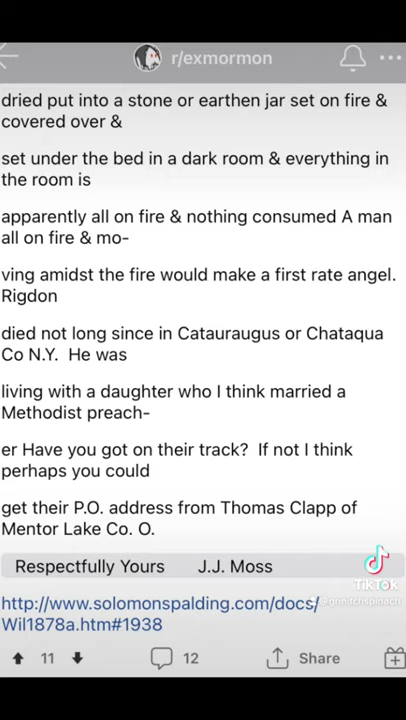 r/exmormon
dried put into a stone or earthen jar set on fire &
covered over &
set under the bed in a dark room & everything in
the room is
apparently all on fire & nothing consumed A man
all on fire & mo-
ving amidst the fire would make a first rate angel.
Rigdon
died not long since in Catauraugus or Chataqua
Co N.Y. He was
living with a daughter who I think married a
Methodist preach-
er Have you got on their track? If not I think
perhaps you could
get their P.O. address from Thomas Clapp of
Mentor Lake Co. O.
Respectfully Yours J.J. Moss
TikTok
http://www.solomonspalding.com/docs/
Wil1878a.htm#1938
11 12 Share